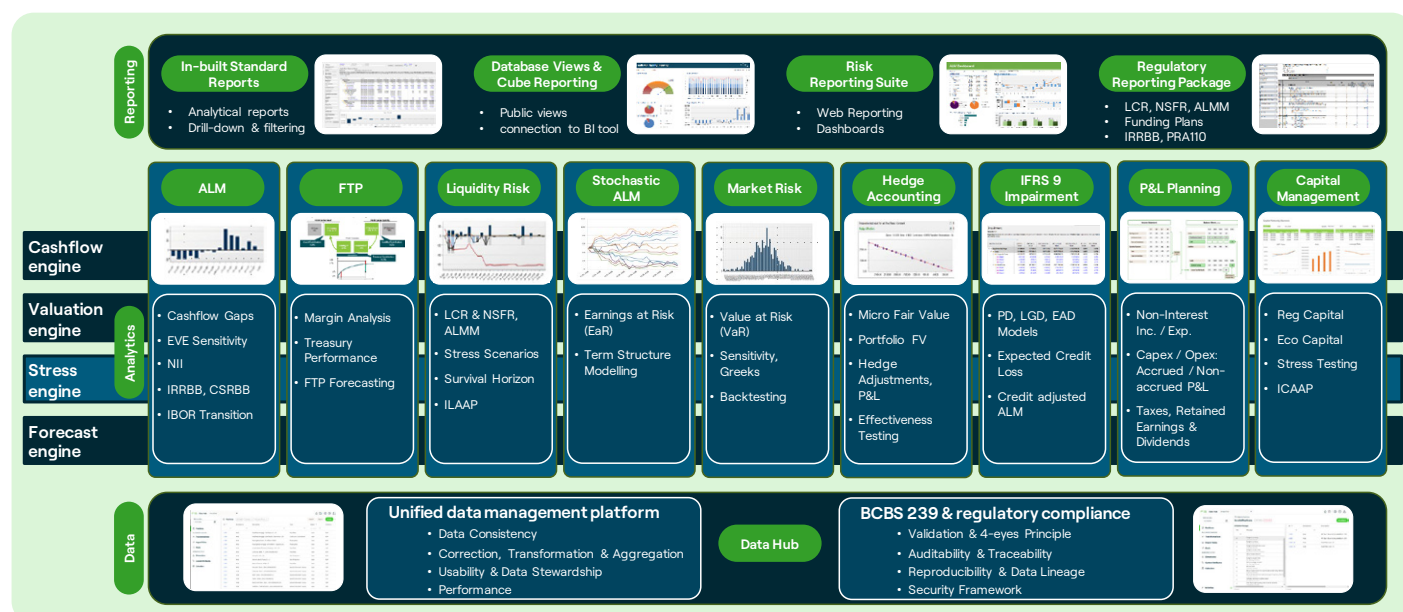 Reporting
In-built Standard
Reports
• Analytical reports
• Drill-down & filtering
Database Views &
Cube Reporting
• Public views
• connection to BI tool
Risk
Reporting Suite
• Web Reporting
• Dashboards
Regulatory
Reporting Package
• LCR, NSFR, ALMM
• Funding Plans
• IRRBB, PRA110
Cashflow
engine
Valuation
engine
Stress
engine
Forecast
engine
Analytics
ALM
• Cashflow Gaps
• EVE Sensitivity
• NII
• IRRBB, CSRBB
• IBOR Transition
FTP
• Margin Analysis
• Treasury
Performance
• FTP Forecasting
Liquidity Risk
• LCR & NSFR,
ALMM
• Stress Scenarios
• Survival Horizon
• ILAAP
Stochastic
ALM
• Earnings at Risk
(EaR)
• Term Structure
Modelling
Market Risk
• Value at Risk
(VaR)
• Sensitivity,
Greeks
• Backtesting
Hedge
Accounting
• Micro Fair Value
• Portfolio FV
• Hedge
Adjustments,
P&L
• Effectiveness
Testing
IFRS 9
Impairment
• PD, LGD, EAD
Models
• Expected Credit
Loss
• Credit adjusted
ALM
P&L Planning
• Non-Interest
Inc. / Exp.
• Capex / Opex:
Accrued / Non-
accrued P&L
• Taxes, Retained
Earnings &
Dividends
Capital
Management
• Reg Capital
• Eco Capital
• Stress Testing
• ICAAP
Data
Unified data management platform
• Data Consistency
• Correction, Transformation & Aggregation
• Usability & Data Stewardship
• Performance
Data Hub
BCBS 239 & regulatory compliance
• Validation & 4-eyes Principle
• Auditability & Traceability
• Reproducibility & Data Lineage
• Security Framework